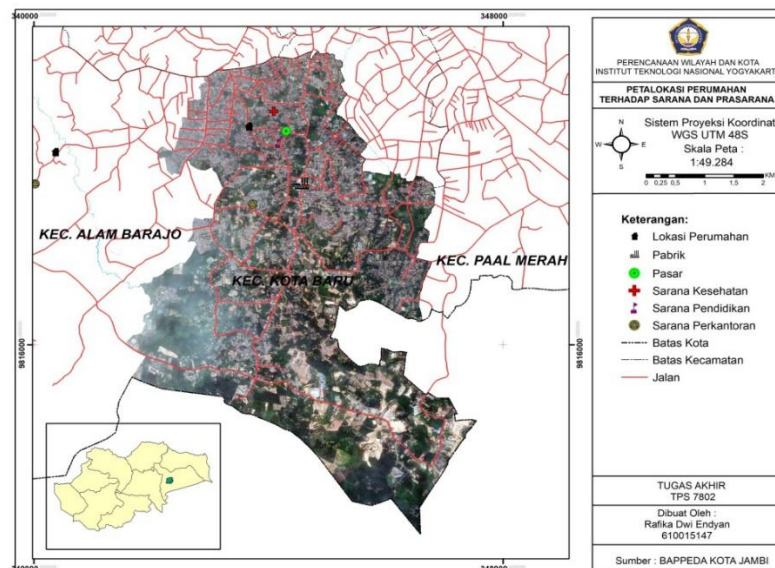 340000
348000
9816000
9816000
340000
348000
KEC. ALAM BARAJO
KEC. KOTA BARU
KEC. PAAL MERAH
PERENCANAAN WILAYAH DAN KOTA
INSTITUT TEKNOLOGI NASIONAL YOGYAKART
PETALOKASI PERUMAHAN
TERHADAP SARANA DAN PRASARANA
N
W
E
S
Sistem Proyeksi Koordinat
WGS UTM 48S
Skala Peta :
1:49.284
0 0,25 0,5 1 1,5 2
KM
Keterangan:
Lokasi Perumahan
Pabrik
Pasar
Sarana Kesehatan
Sarana Pendidikan
Sarana Perkantoran
Batas Kota
Batas Kecamatan
Jalan
TUGAS AKHIR
TPS 7802
Dibuat Oleh :
Rafika Dwi Endyan
610015147
Sumber : BAPPEDA KOTA JAMBI